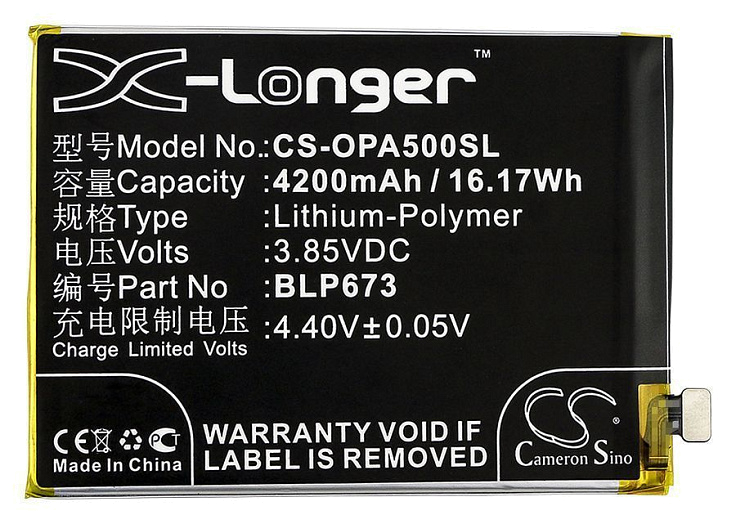 X-Longer™
型号Model No.:CS-OPA500SL
容量Capacity :4200mAh / 16.17Wh
规格Type :Lithium-Polymer
电压Volts :3.85VDC
编号Part No :BLP673
充电限制电压 :4.40V±0.05V
Charge Limited Volts
CE PCT
Made In China
WARRANTY VOID IF
LABEL IS REMOVED
CS®
Cameron Sino